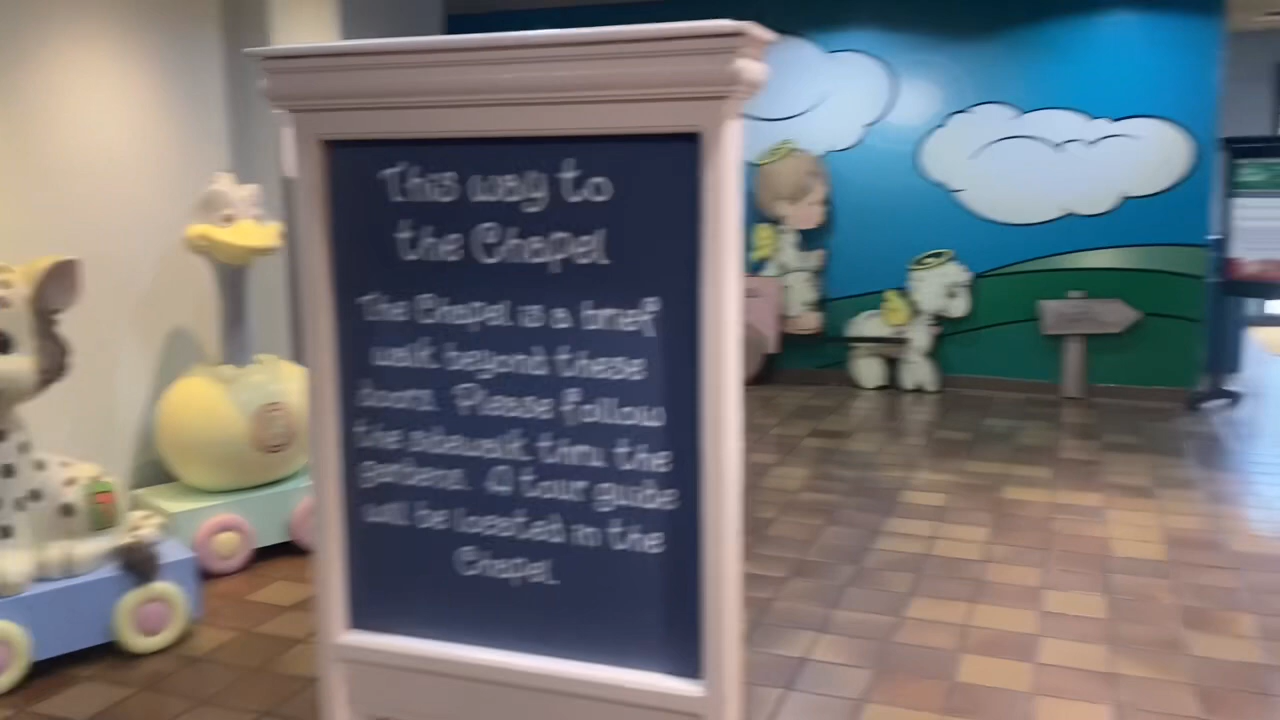 This way to
the Chapel
The Chapel is a brief
walk beyond these
doors. Please follow
the sidewalk thru the
gardens. A tour guide
will be located in the
Chapel.